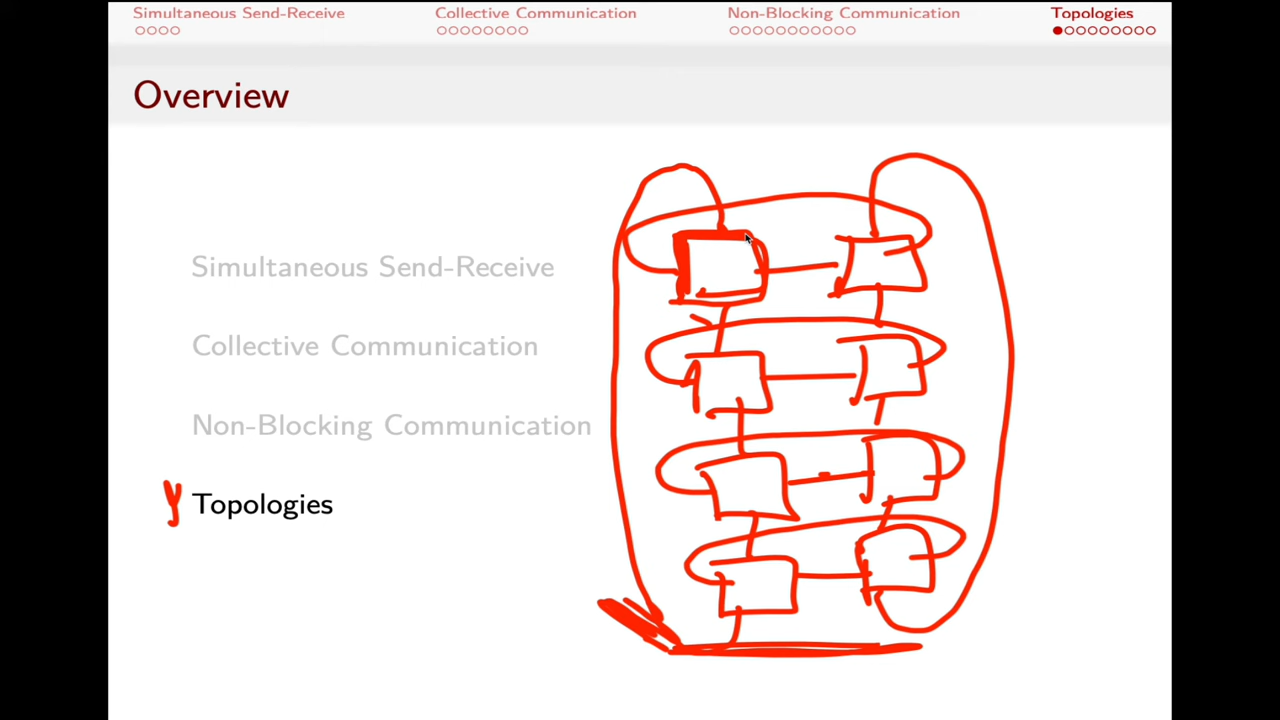 Simultaneous Send-Receive
Collective Communication
Non-Blocking Communication
Topologies
Overview
Simultaneous Send-Receive
Collective Communication
Non-Blocking Communication
Topologies